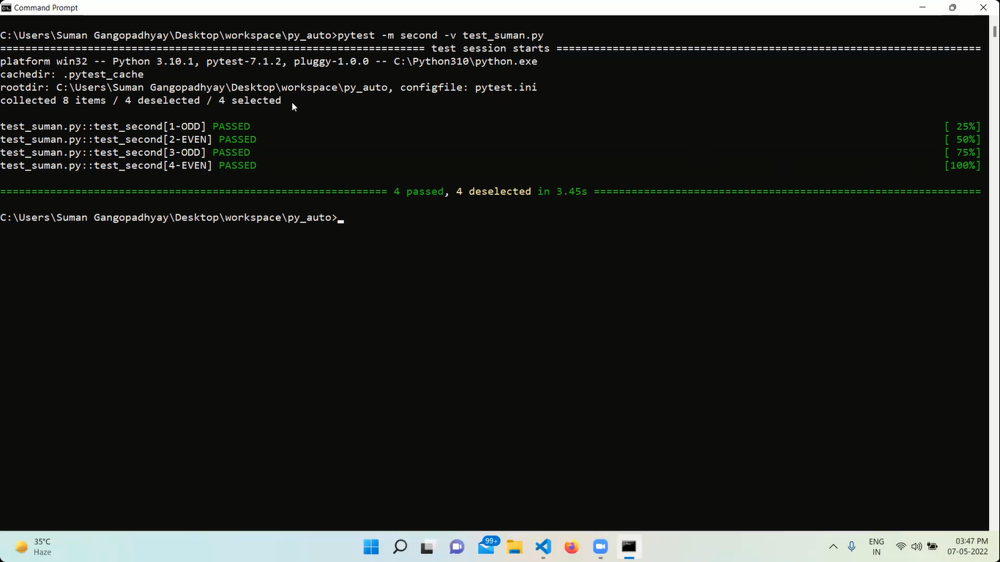 Command Prompt
C:\Users\Suman Gangopadhyay\Desktop\workspace\py_auto>pytest -m second -v test_suman.py
==================================================================== test session starts ====================================================================
platform win32 -- Python 3.10.1, pytest-7.1.2, pluggy-1.0.0 -- C:\Python310\python.exe
cachedir: .pytest_cache
rootdir: C:\Users\Suman Gangopadhyay\Desktop\workspace\py_auto, configfile: pytest.ini
collected 8 items / 4 deselected / 4 selected
test_suman.py::test_second[1-ODD] PASSED [ 25%]
test_suman.py::test_second[2-EVEN] PASSED [ 50%]
test_suman.py::test_second[3-ODD] PASSED [ 75%]
test_suman.py::test_second[4-EVEN] PASSED [100%]
============================================================== 4 passed, 4 deselected in 3.45s ==============================================================
C:\Users\Suman Gangopadhyay\Desktop\workspace\py_auto>
35°C
Haze
99+
ENG
IN
03:47 PM
07-05-2022